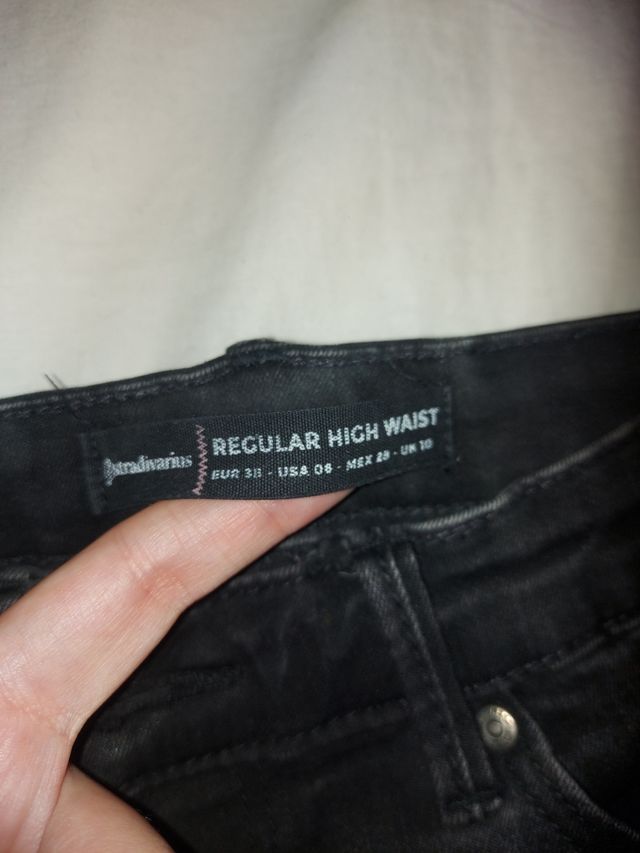 stradivarius
REGULAR HIGH WAIST
EUR 38 - USA 06 - MEX 28 - UK 10